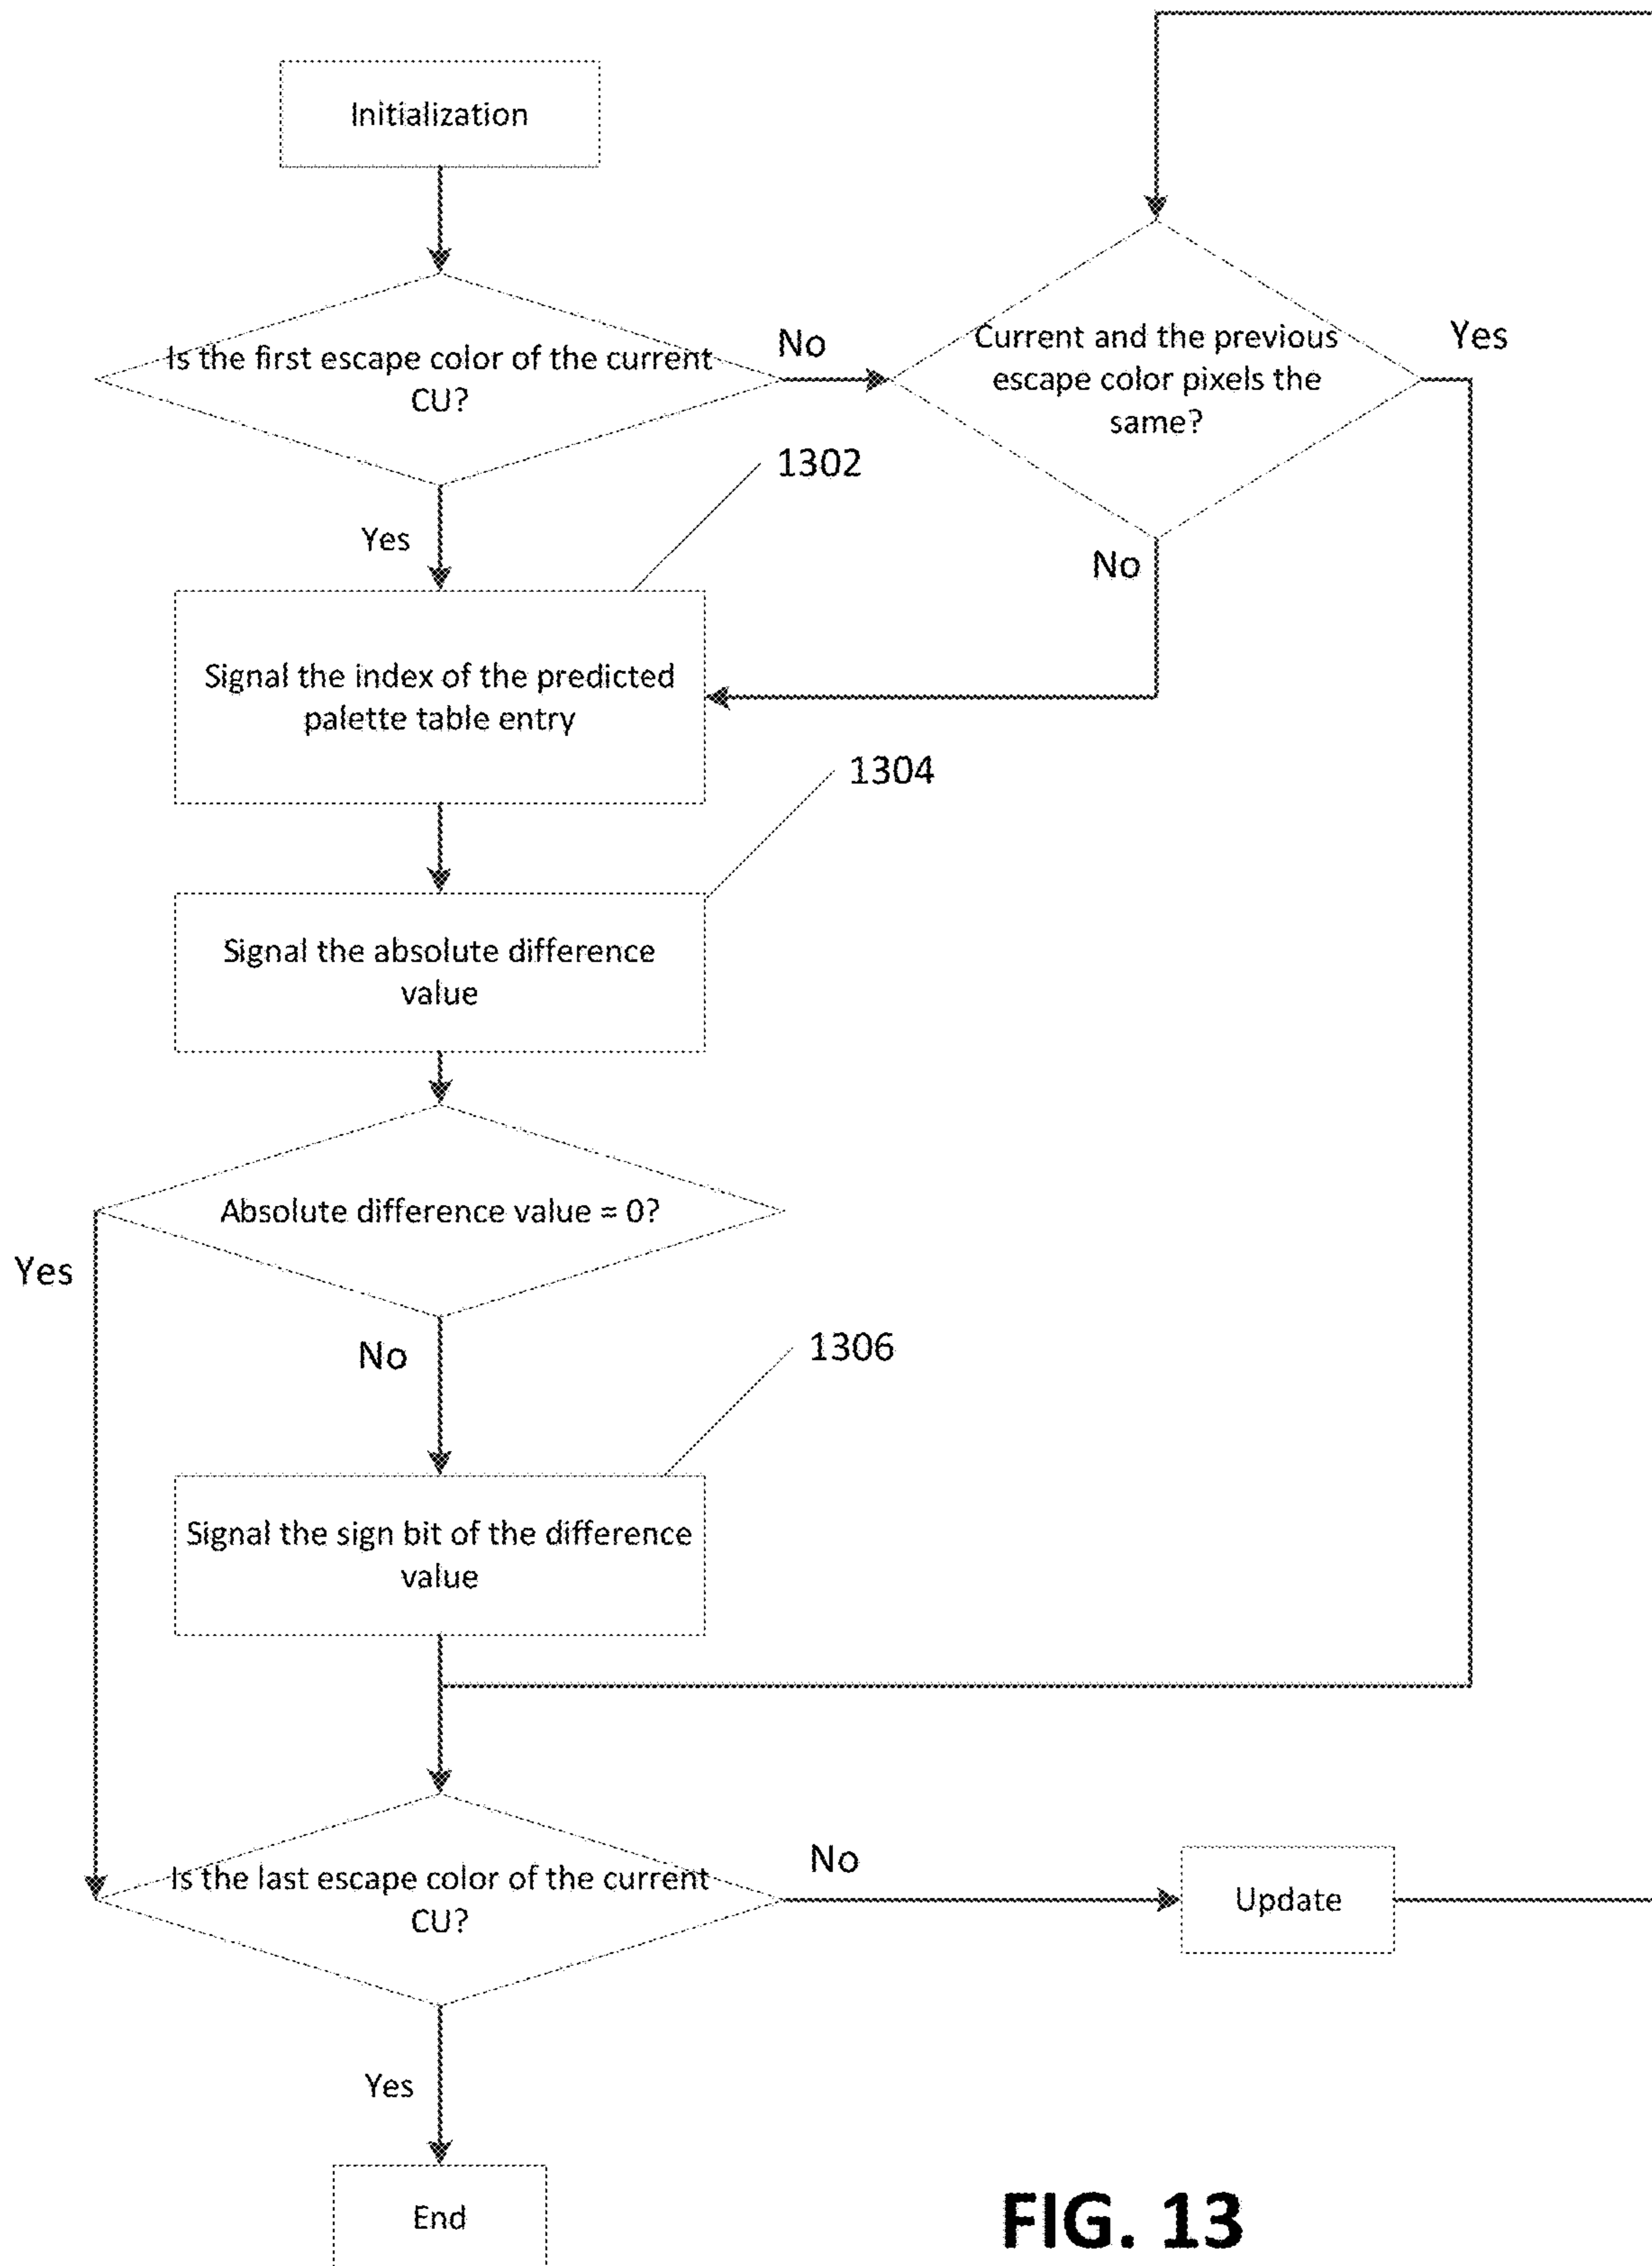 Initialization
Is the first escape color of the current
CU?
No
Current and the previous
escape color pixels the
same?
Yes
1302
Yes
No
Signal the index of the predicted
palette table entry
1304
Signal the absolute difference
value
Absolute difference value = 0?
Yes
No
1306
Signal the sign bit of the difference
value
Is the last escape color of the current
CU?
No
Update
Yes
End
FIG. 13